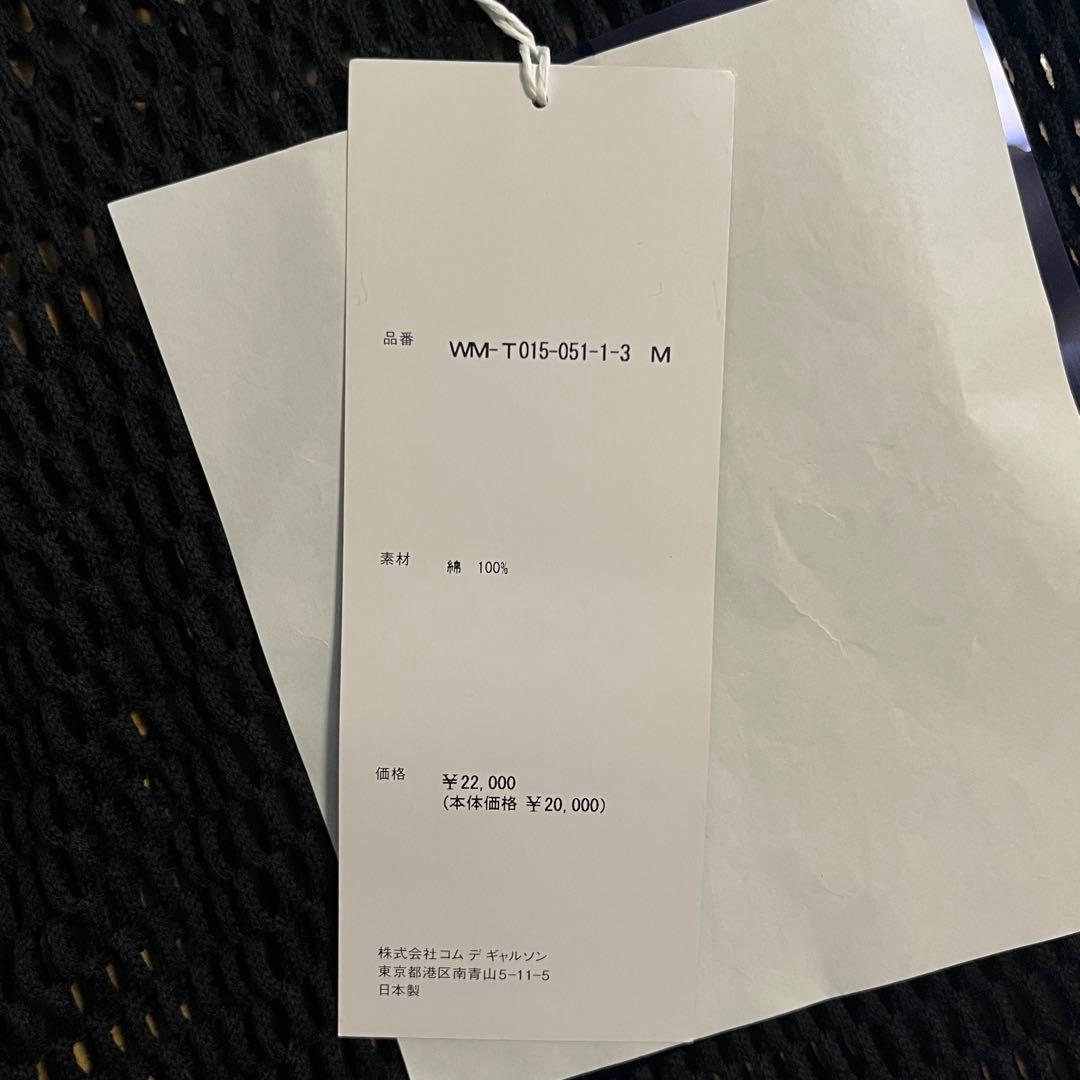 品番 WM-T015-051-1-3 M
素材 綿 100%
価格 ¥22,000
(本体価格 ¥20,000)
株式会社コム デ ギャルソン
東京都港区南青山5-11-5
日本製